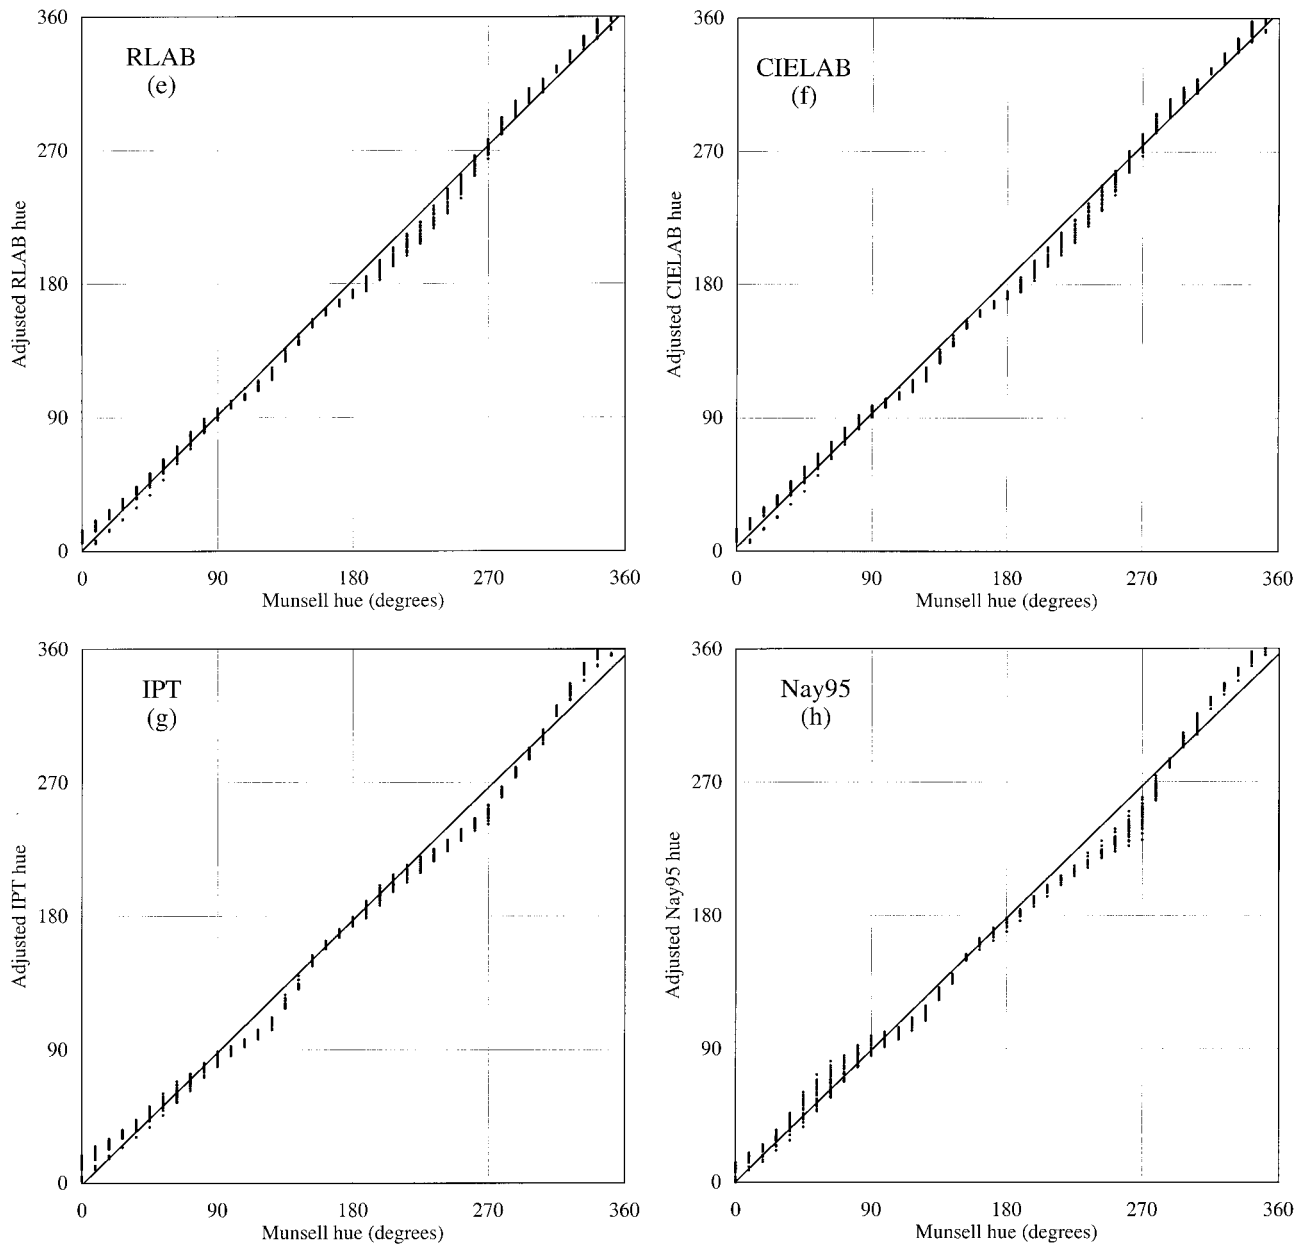 360
RLAB
(e)
270
180
90
0
Adjusted RLAB hue
0 90 180 270 360
Munsell hue (degrees)
360
CIELAB
(f)
270
180
90
0
Adjusted CIELAB hue
0 90 180 270 360
Munsell hue (degrees)
360
IPT
(g)
270
180
90
0
Adjusted IPT hue
0 90 180 270 360
Munsell hue (degrees)
360
Nay95
(h)
270
180
90
0
Adjusted Nay95 hue
0 90 180 270 360
Munsell hue (degrees)